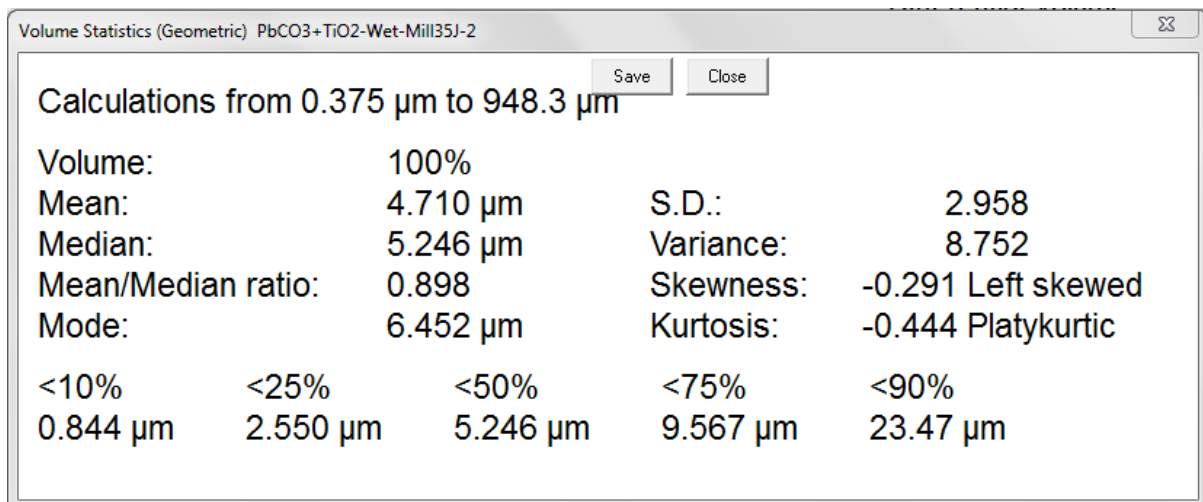 Volume Statistics (Geometric) PbCO3+TiO2-Wet-Mill35J-2
Save Close
Calculations from 0.375 µm to 948.3 µm
Volume: 100%
Mean: 4.710 µm S.D.: 2.958
Median: 5.246 µm Variance: 8.752
Mean/Median ratio: 0.898 Skewness: -0.291 Left skewed
Mode: 6.452 µm Kurtosis: -0.444 Platykurtic
<10% <25% <50% <75% <90%
0.844 µm 2.550 µm 5.246 µm 9.567 µm 23.47 µm